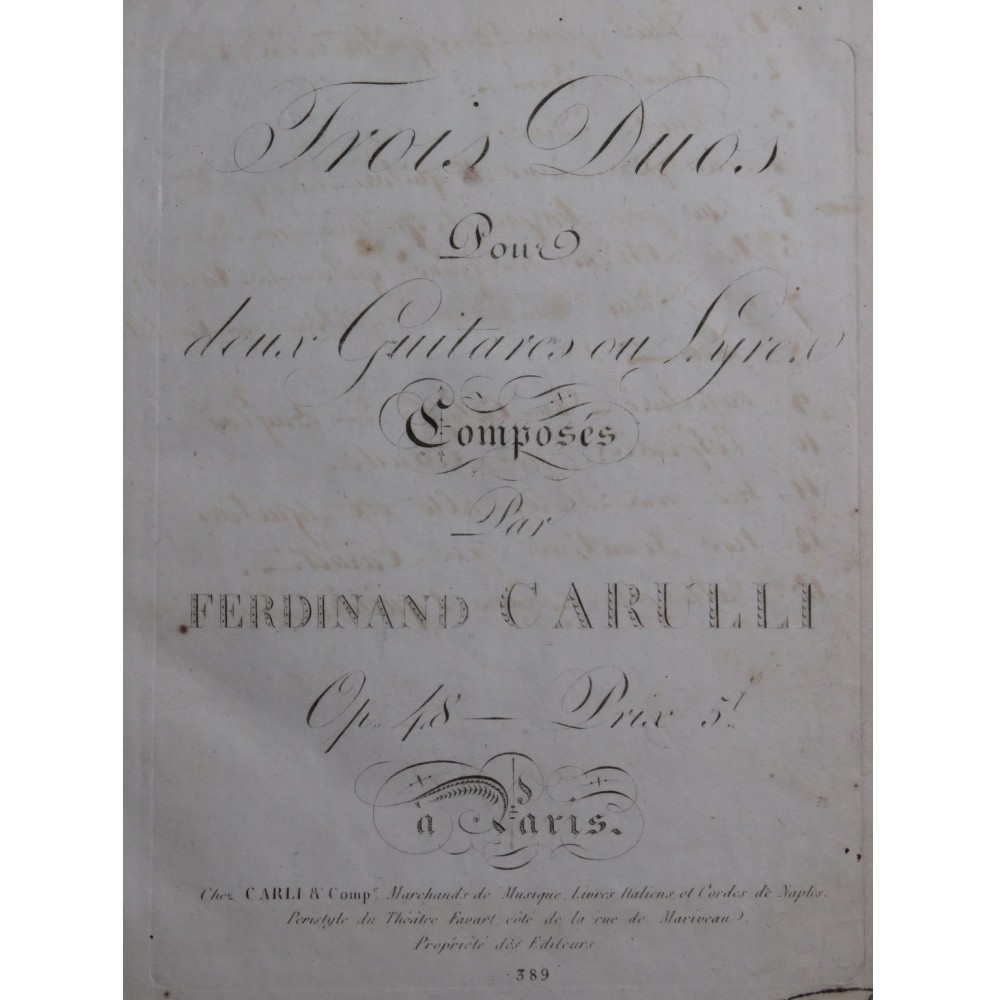 Trois Duos
Pour
deux Guitares ou Lyre.
Composés
Par
FERDINAND CARULLI
Op. 48 — Prix 5f
à Paris.
Chez CARLI & Compe. Marchands de Musique, Livres Italiens, et Cordes de Naples.
Peristyle du Théâtre Favart, côté de la rue de Mariveau.
Propriété des Editeurs.
389